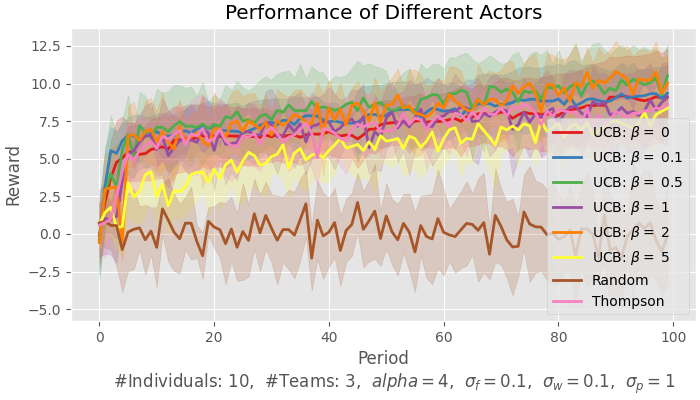 Performance of Different Actors
12.5
10.0
7.5
5.0
2.5
0.0
−2.5
−5.0
Reward
UCB: β = 0
UCB: β = 0.1
UCB: β = 0.5
UCB: β = 1
UCB: β = 2
UCB: β = 5
Random
Thompson
0 20 40 60 80 100
Period
#Individuals: 10, #Teams: 3, alpha = 4, σ_f = 0.1, σ_w = 0.1, σ_p = 1